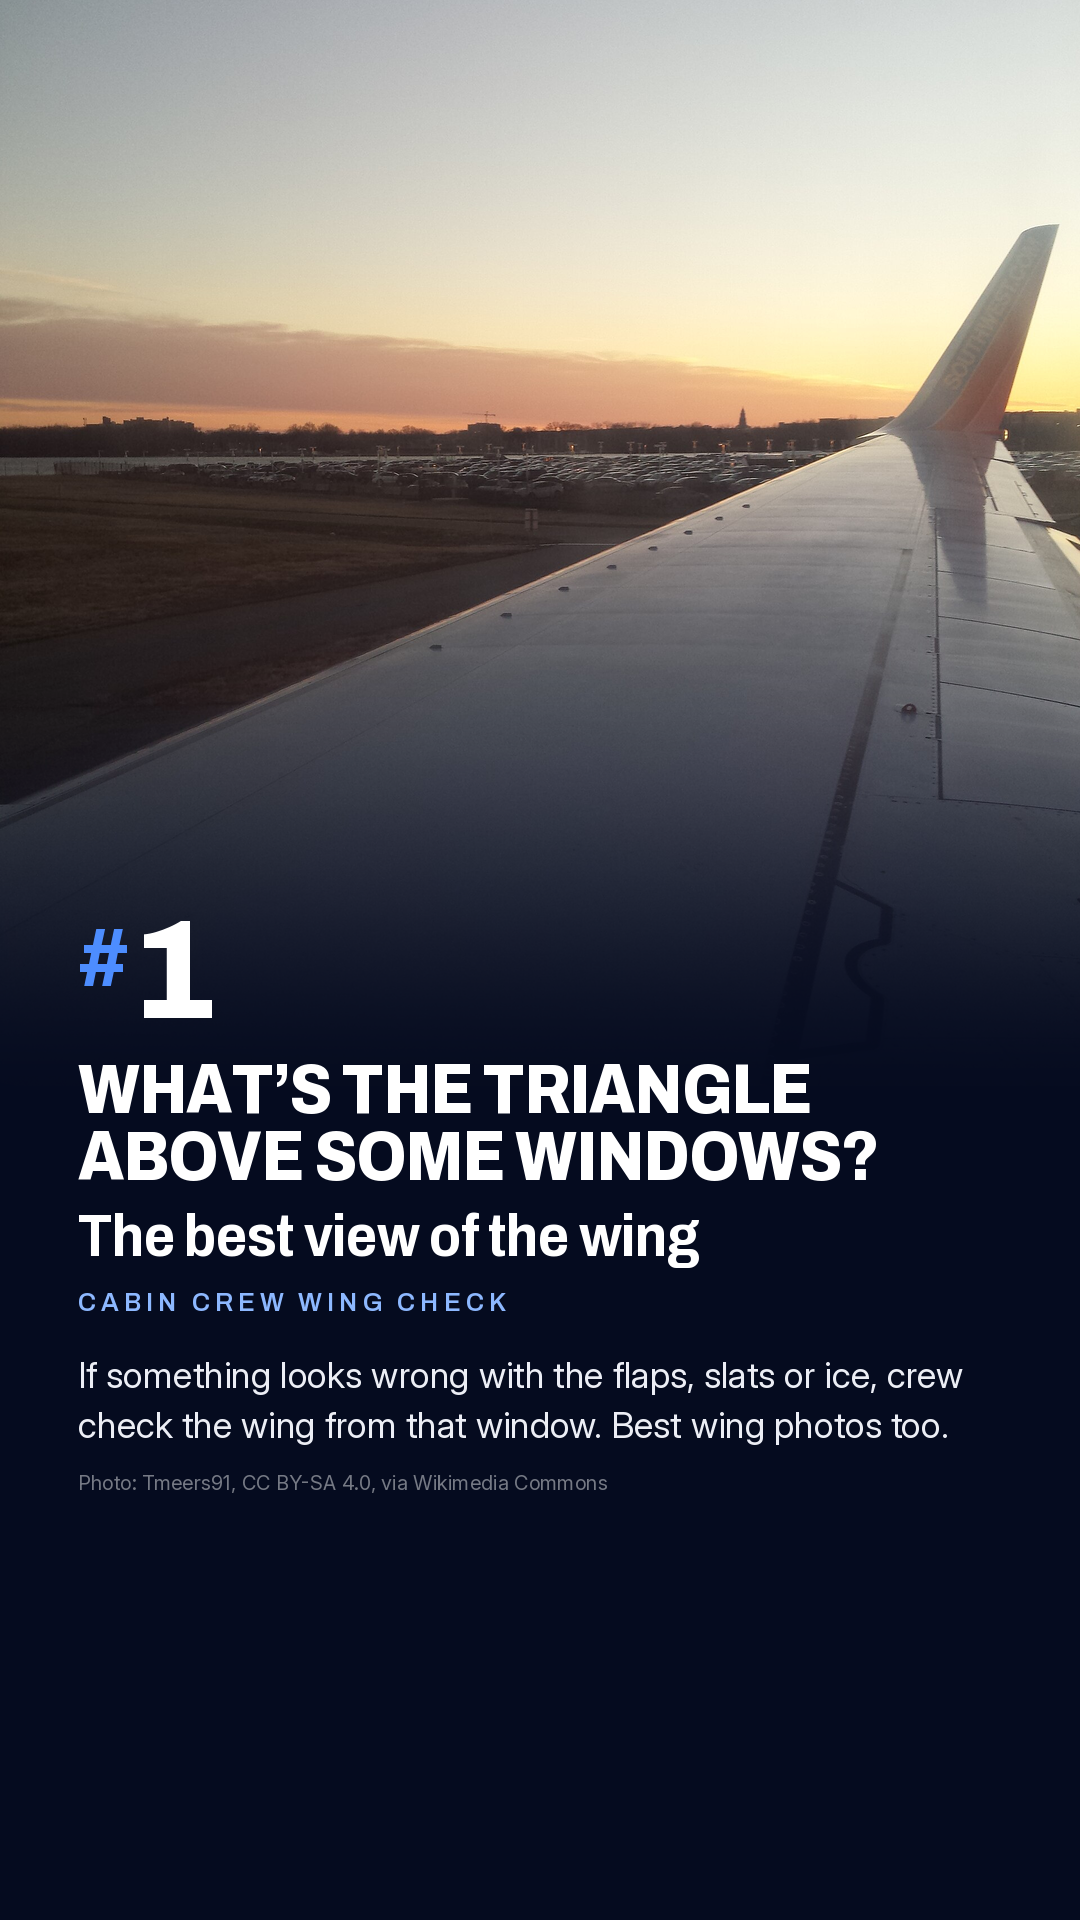 SOUTHWEST.COM
#1
WHAT’S THE TRIANGLE
ABOVE SOME WINDOWS?
The best view of the wing
CABIN CREW WING CHECK
If something looks wrong with the flaps, slats or ice, crew
check the wing from that window. Best wing photos too.
Photo: Tmeers91, CC BY-SA 4.0, via Wikimedia Commons